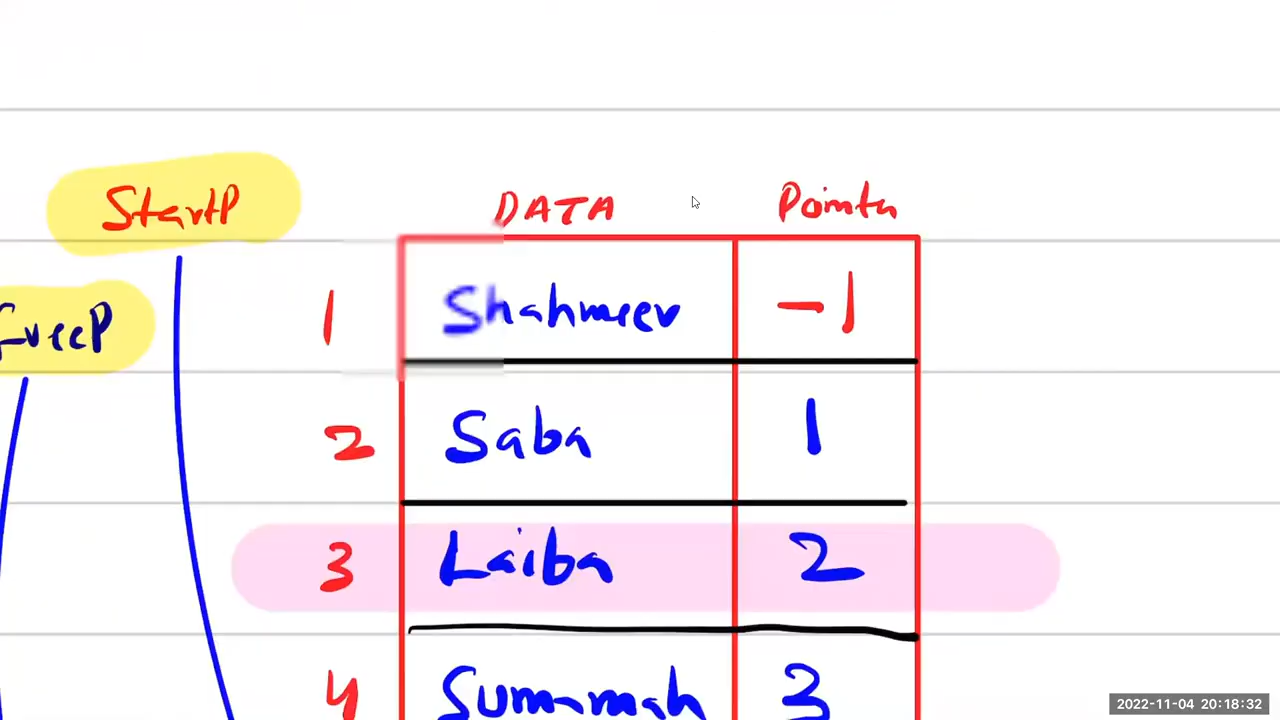 StartP
DATA Pointer
FreeP
1 Shahmeer -1
2 Saba 1
3 Laiba 2
4 Sumamah 3
2022-11-04 20:18:32